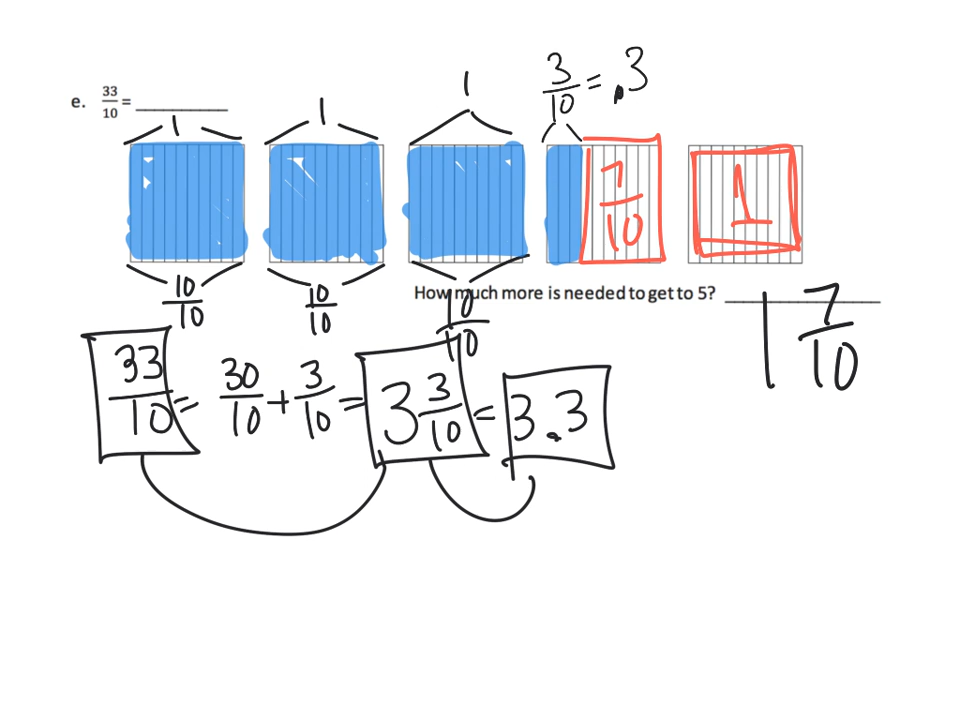 3/10 = .3
e. 33/10 = ________
1 1 1
7/10 1
10/10 10/10 10/10
How much more is needed to get to 5? ________ 1 7/10
33/10 = 30/10 + 3/10 = 3 3/10 = 3.3